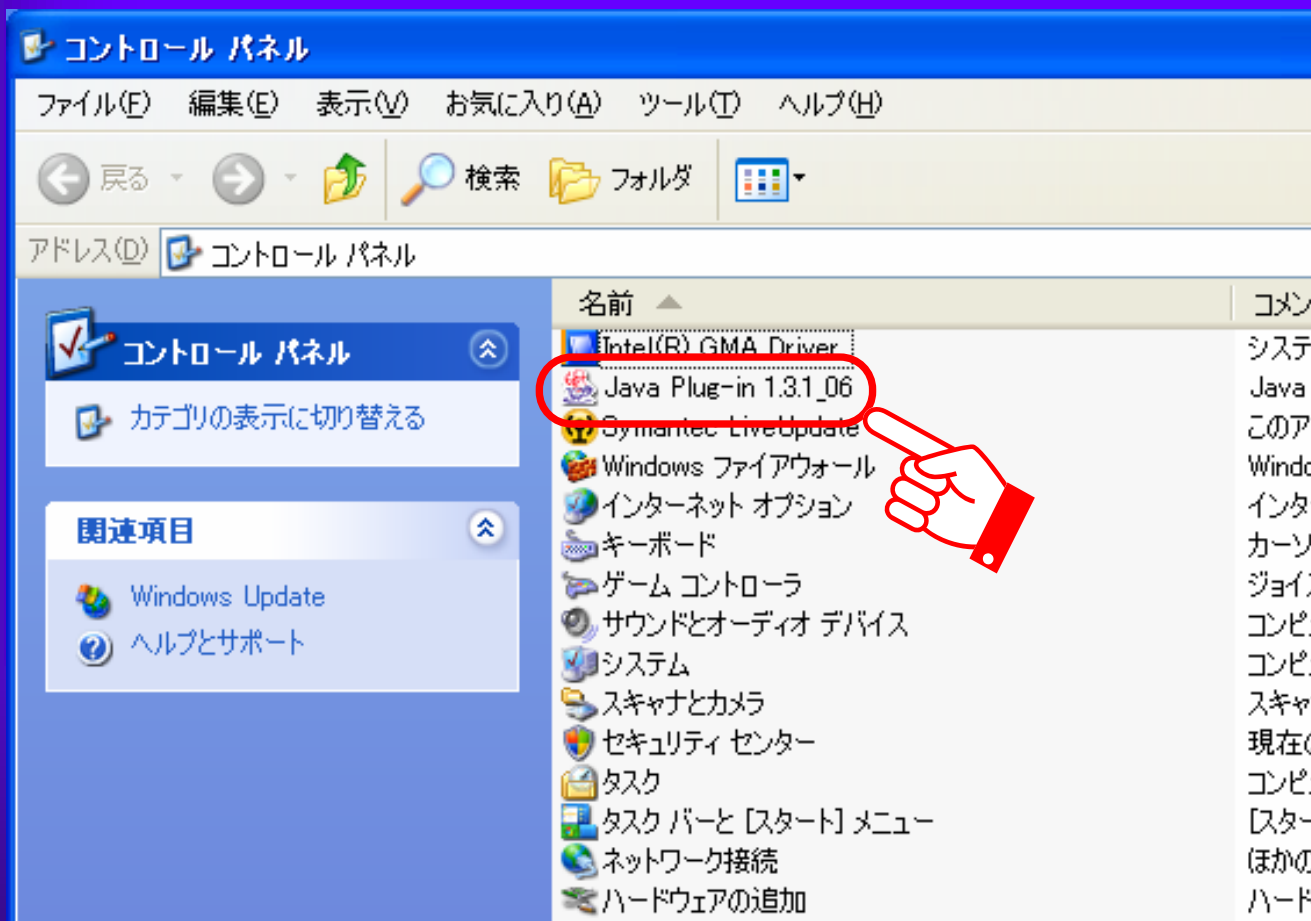 コントロール パネル
ファイル(F) 編集(E) 表示(V) お気に入り(A) ツール(T) ヘルプ(H)
戻る 検索 フォルダ
アドレス(D) コントロール パネル
コントロール パネル
カテゴリの表示に切り替える
関連項目
Windows Update
ヘルプとサポート
名前 コメン
Intel(R) GMA Driver システ
Java Plug-in 1.3.1_06 Java
Symantec LiveUpdate このア
Windows ファイアウォール Windo
インターネット オプション インタ
キーボード カーソ
ゲーム コントローラ ジョイ
サウンドとオーディオ デバイス コンピ
システム コンピ
スキャナとカメラ スキャ
セキュリティ センター 現在
タスク コンピ
タスク バーと [スタート] メニュー [スター
ネットワーク接続 ほかの
ハードウェアの追加 ハード